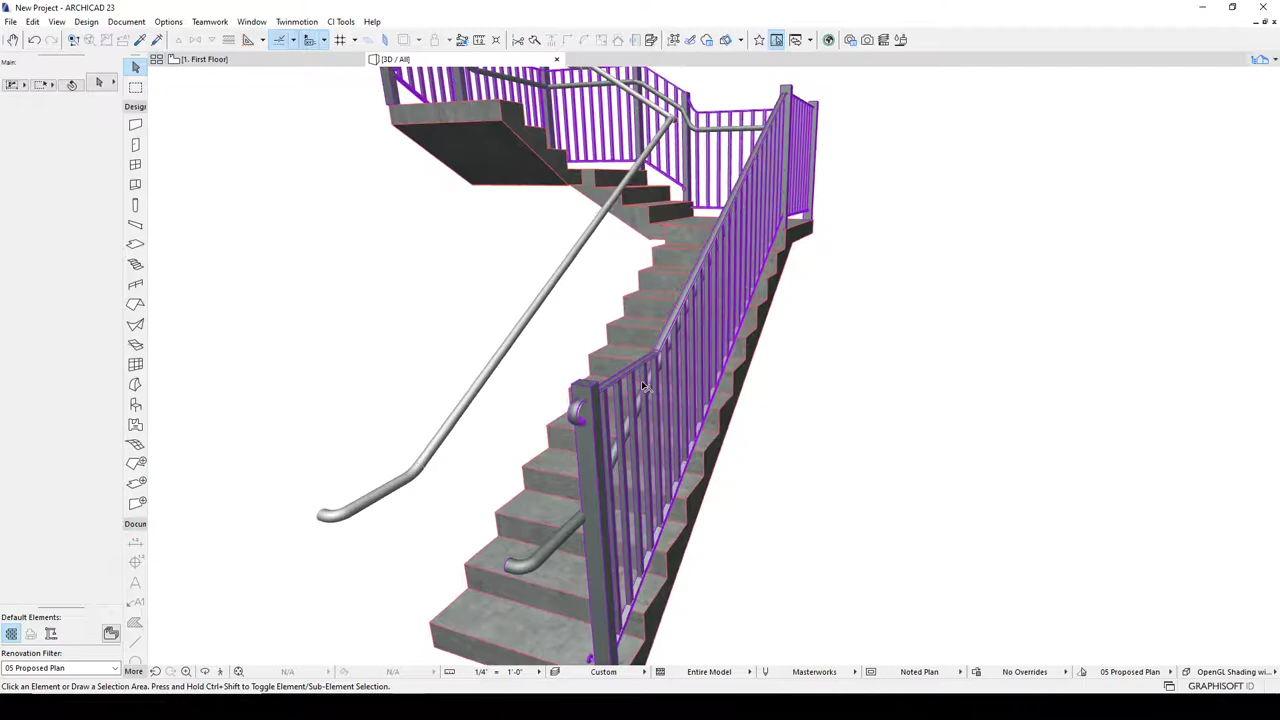 New Project - ARCHICAD 23
File Edit View Design Document Options Teamwork Window Twinmotion CI Tools Help
[1. First Floor] [3D / All]
Main:
Design
Docun
More
Default Elements:
Renovation Filter:
05 Proposed Plan
N/A N/A 1/4" = 1'-0" Custom Entire Model Masterworks Noted Plan No Overrides 05 Proposed Plan OpenGL Shading wi...
Click an Element or Draw a Selection Area. Press and Hold Ctrl+Shift to Toggle Element/Sub-Element Selection.
GRAPHISOFT ID